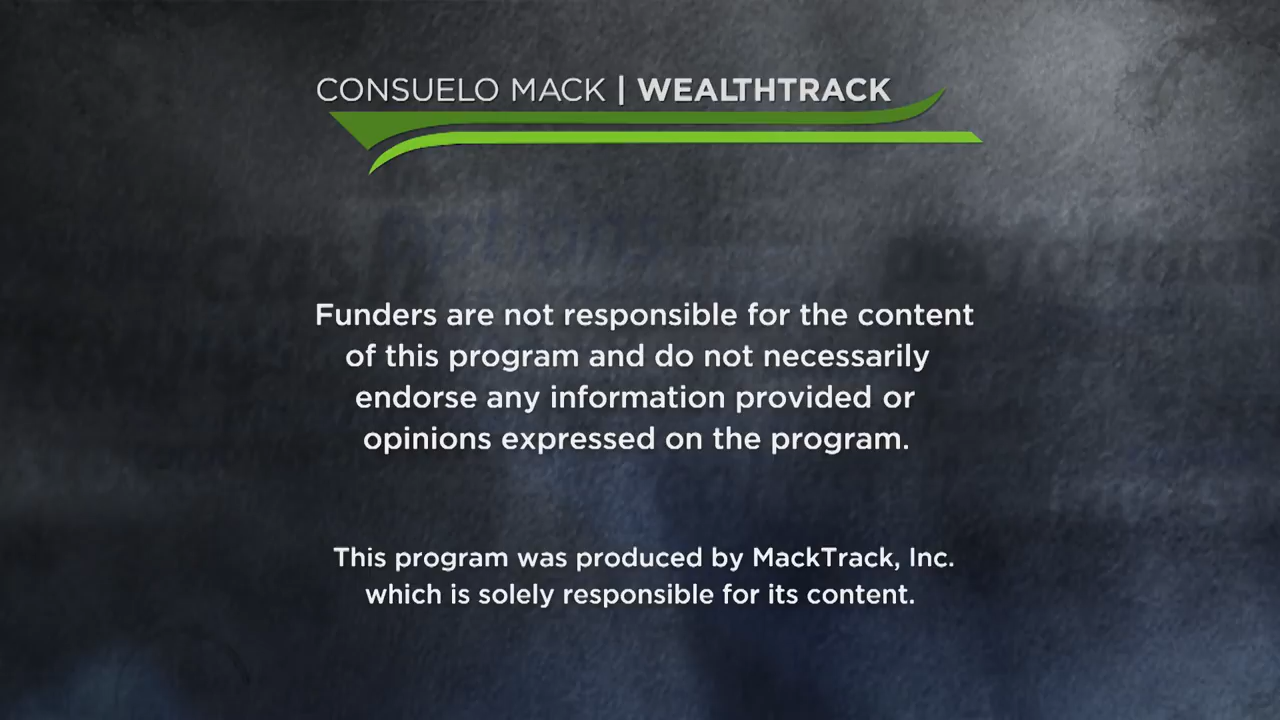 CONSUELO MACK | WEALTHTRACK
Funders are not responsible for the content
of this program and do not necessarily
endorse any information provided or
opinions expressed on the program.
This program was produced by MackTrack, Inc.
which is solely responsible for its content.